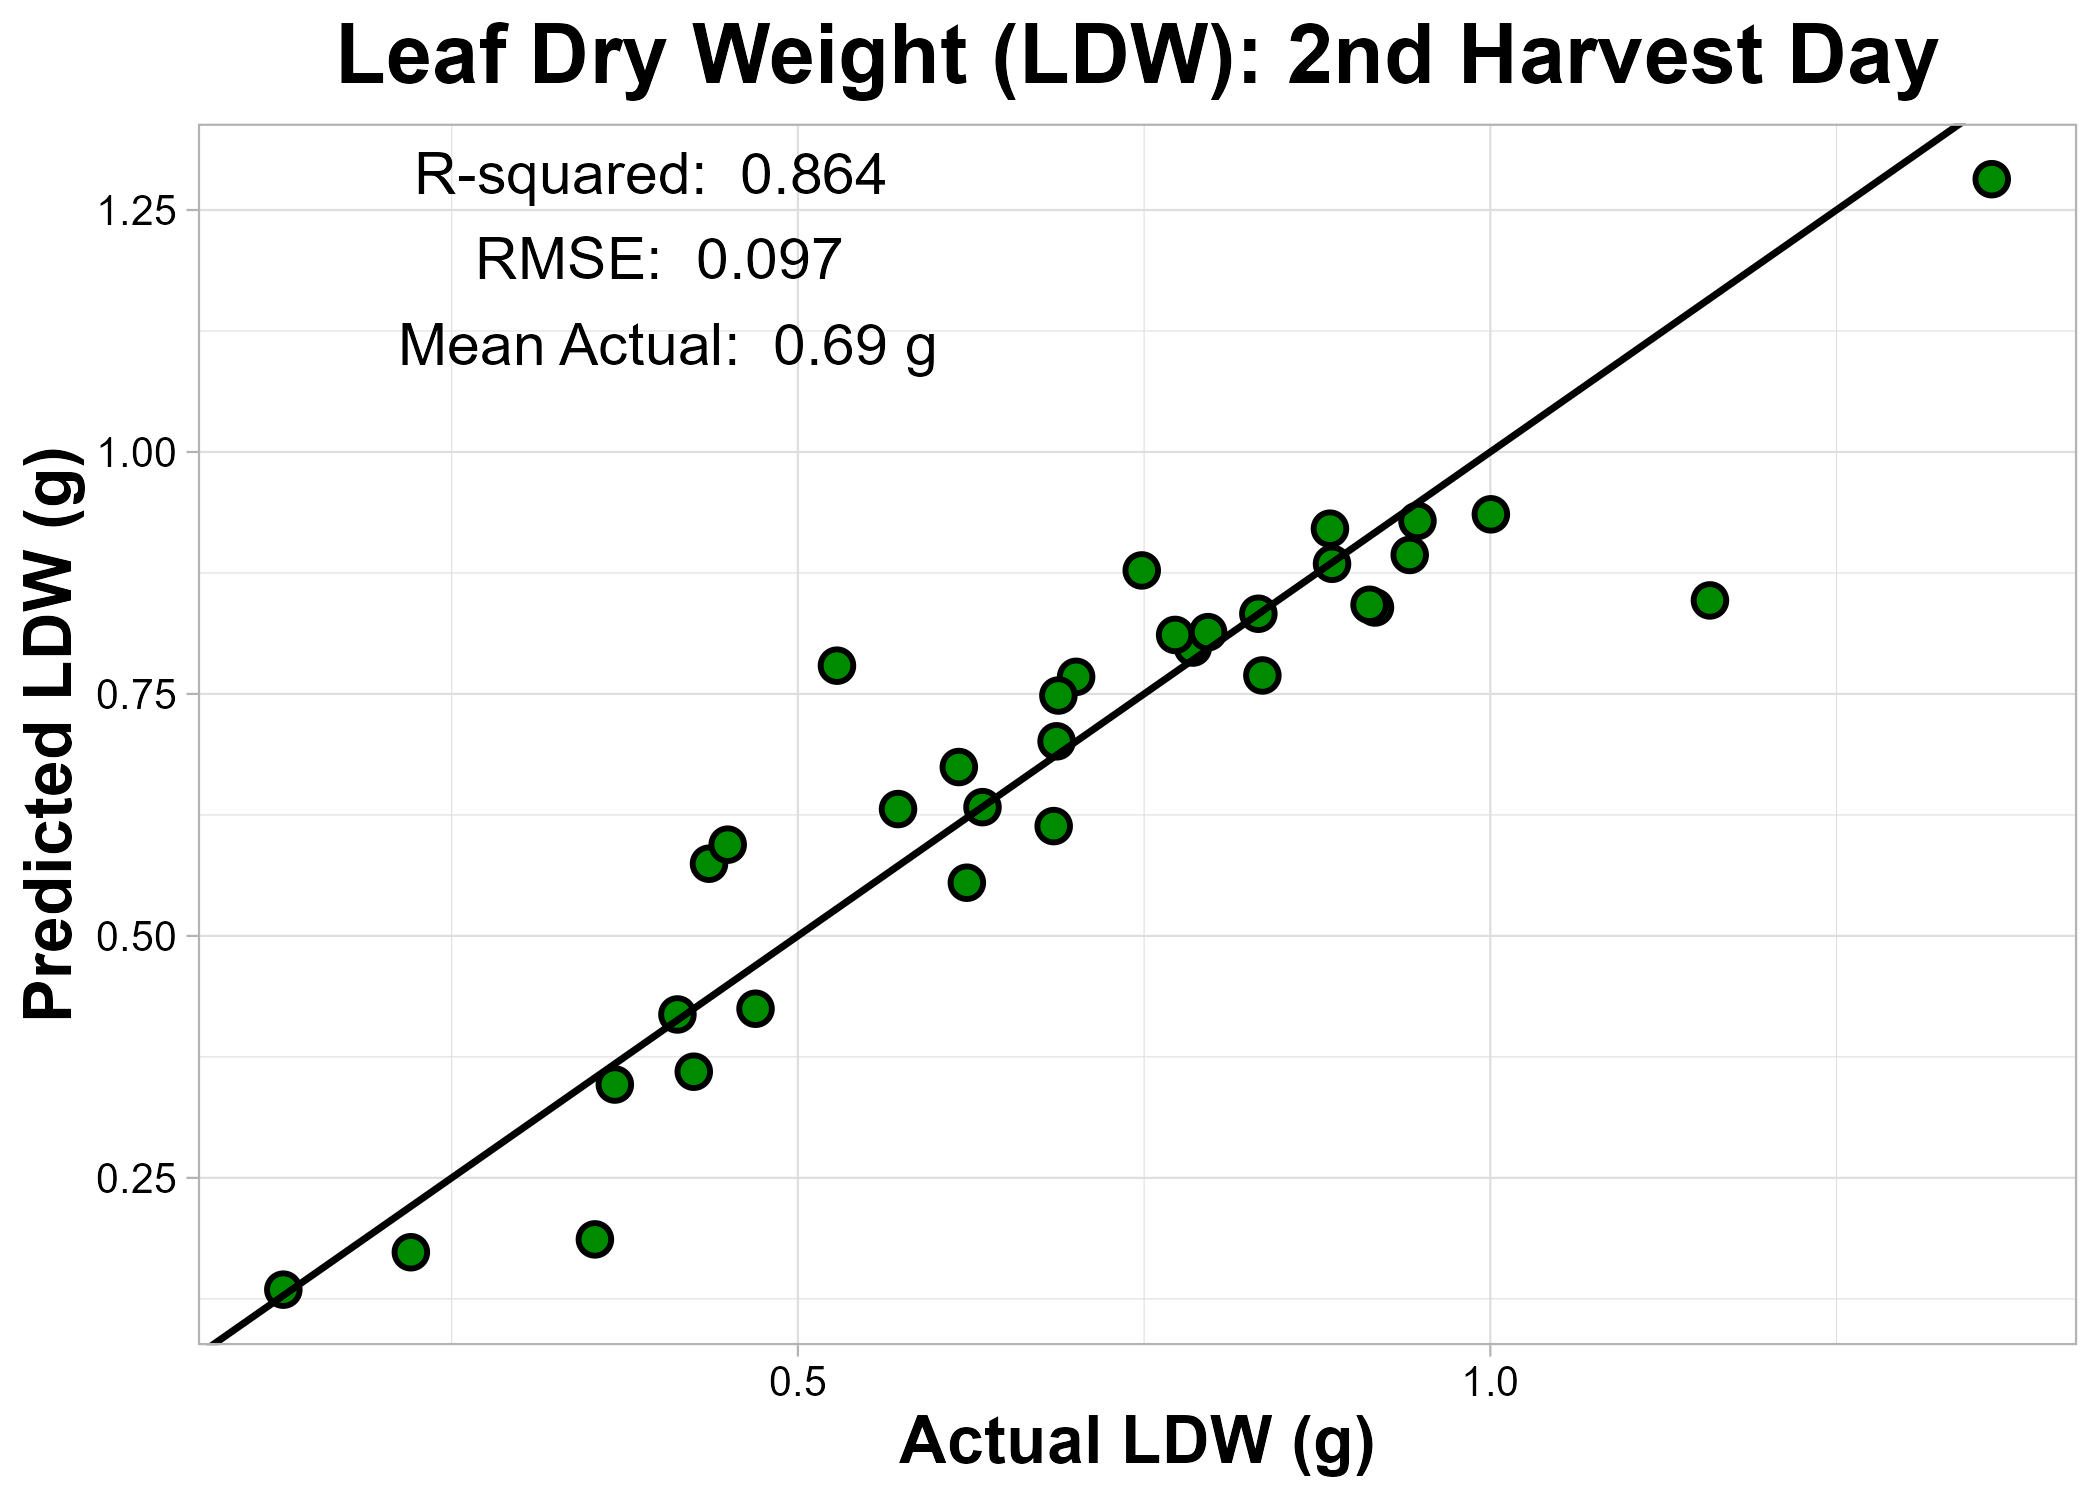 Leaf Dry Weight (LDW): 2nd Harvest Day
R-squared: 0.864
RMSE: 0.097
Mean Actual: 0.69 g
1.25
1.00
0.75
0.50
0.25
Predicted LDW (g)
0.5 1.0
Actual LDW (g)